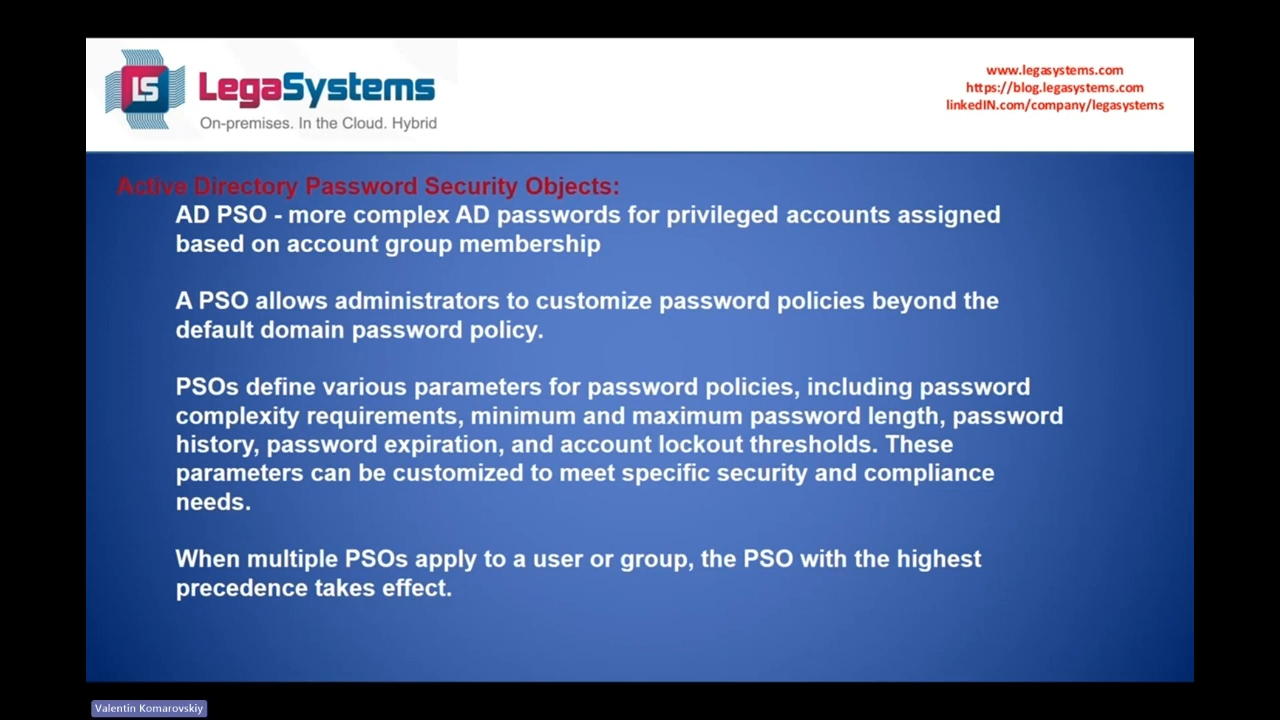 LS
LegaSystems
On-premises. In the Cloud. Hybrid
www.legasystems.com
https://blog.legasystems.com
linkedIN.com/company/legasystems
Active Directory Password Security Objects:
AD PSO - more complex AD passwords for privileged accounts assigned
based on account group membership
A PSO allows administrators to customize password policies beyond the
default domain password policy.
PSOs define various parameters for password policies, including password
complexity requirements, minimum and maximum password length, password
history, password expiration, and account lockout thresholds. These
parameters can be customized to meet specific security and compliance
needs.
When multiple PSOs apply to a user or group, the PSO with the highest
precedence takes effect.
Valentin Komarovskiy